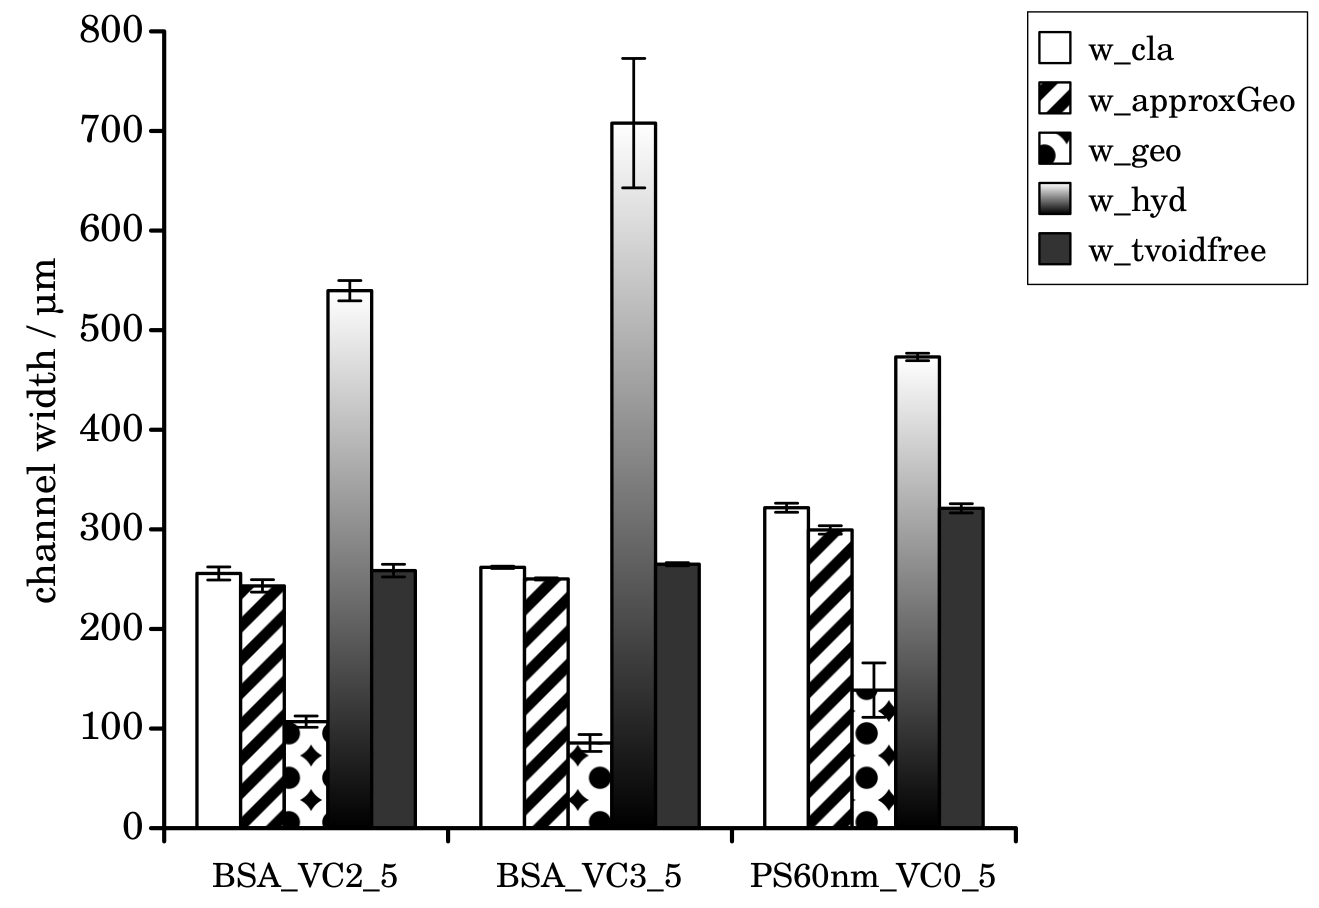 800
700
600
500
400
300
200
100
0
channel width / µm
BSA_VC2_5
BSA_VC3_5
PS60nm_VC0_5
w_cla
w_approxGeo
w_geo
w_hyd
w_tvoidfree